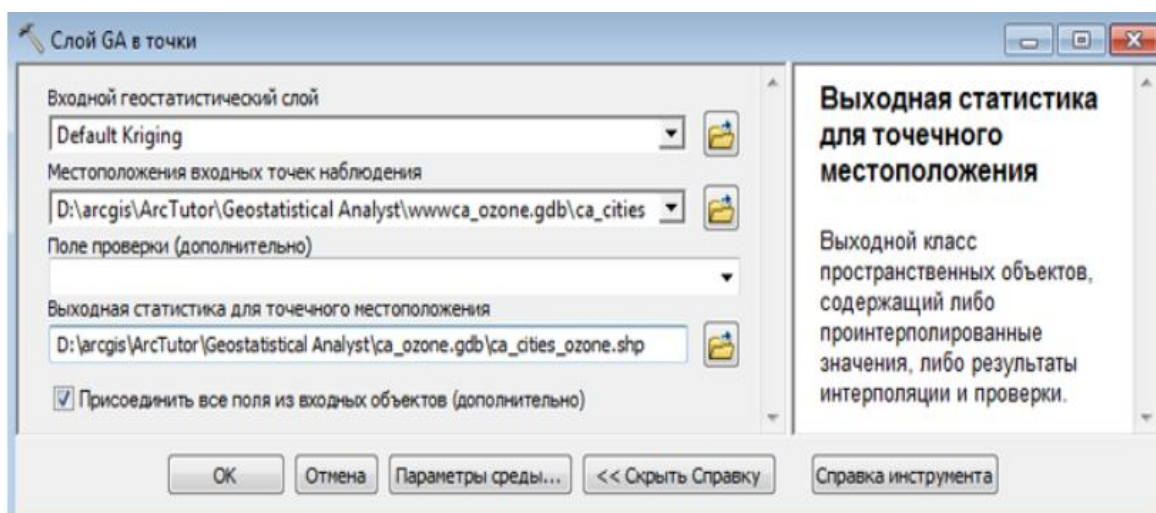 Слой GA в точки
Входной геостатистический слой
Default Kriging
Местоположения входных точек наблюдения
D:\arcgis\ArcTutor\Geostatistical Analyst\wwwca_ozone.gdb\ca_cities
Поле проверки (дополнительно)
Выходная статистика для точечного местоположения
D:\arcgis\ArcTutor\Geostatistical Analyst\ca_ozone.gdb\ca_cities_ozone.shp
Присоединить все поля из входных объектов (дополнительно)
Выходная статистика
для точечного
местоположения
Выходной класс
пространственных объектов,
содержащий либо
проинтерполированные
значения, либо результаты
интерполяции и проверки.
ОК
Отмена
Параметры среды...
<< Скрыть Справку
Справка инструмента